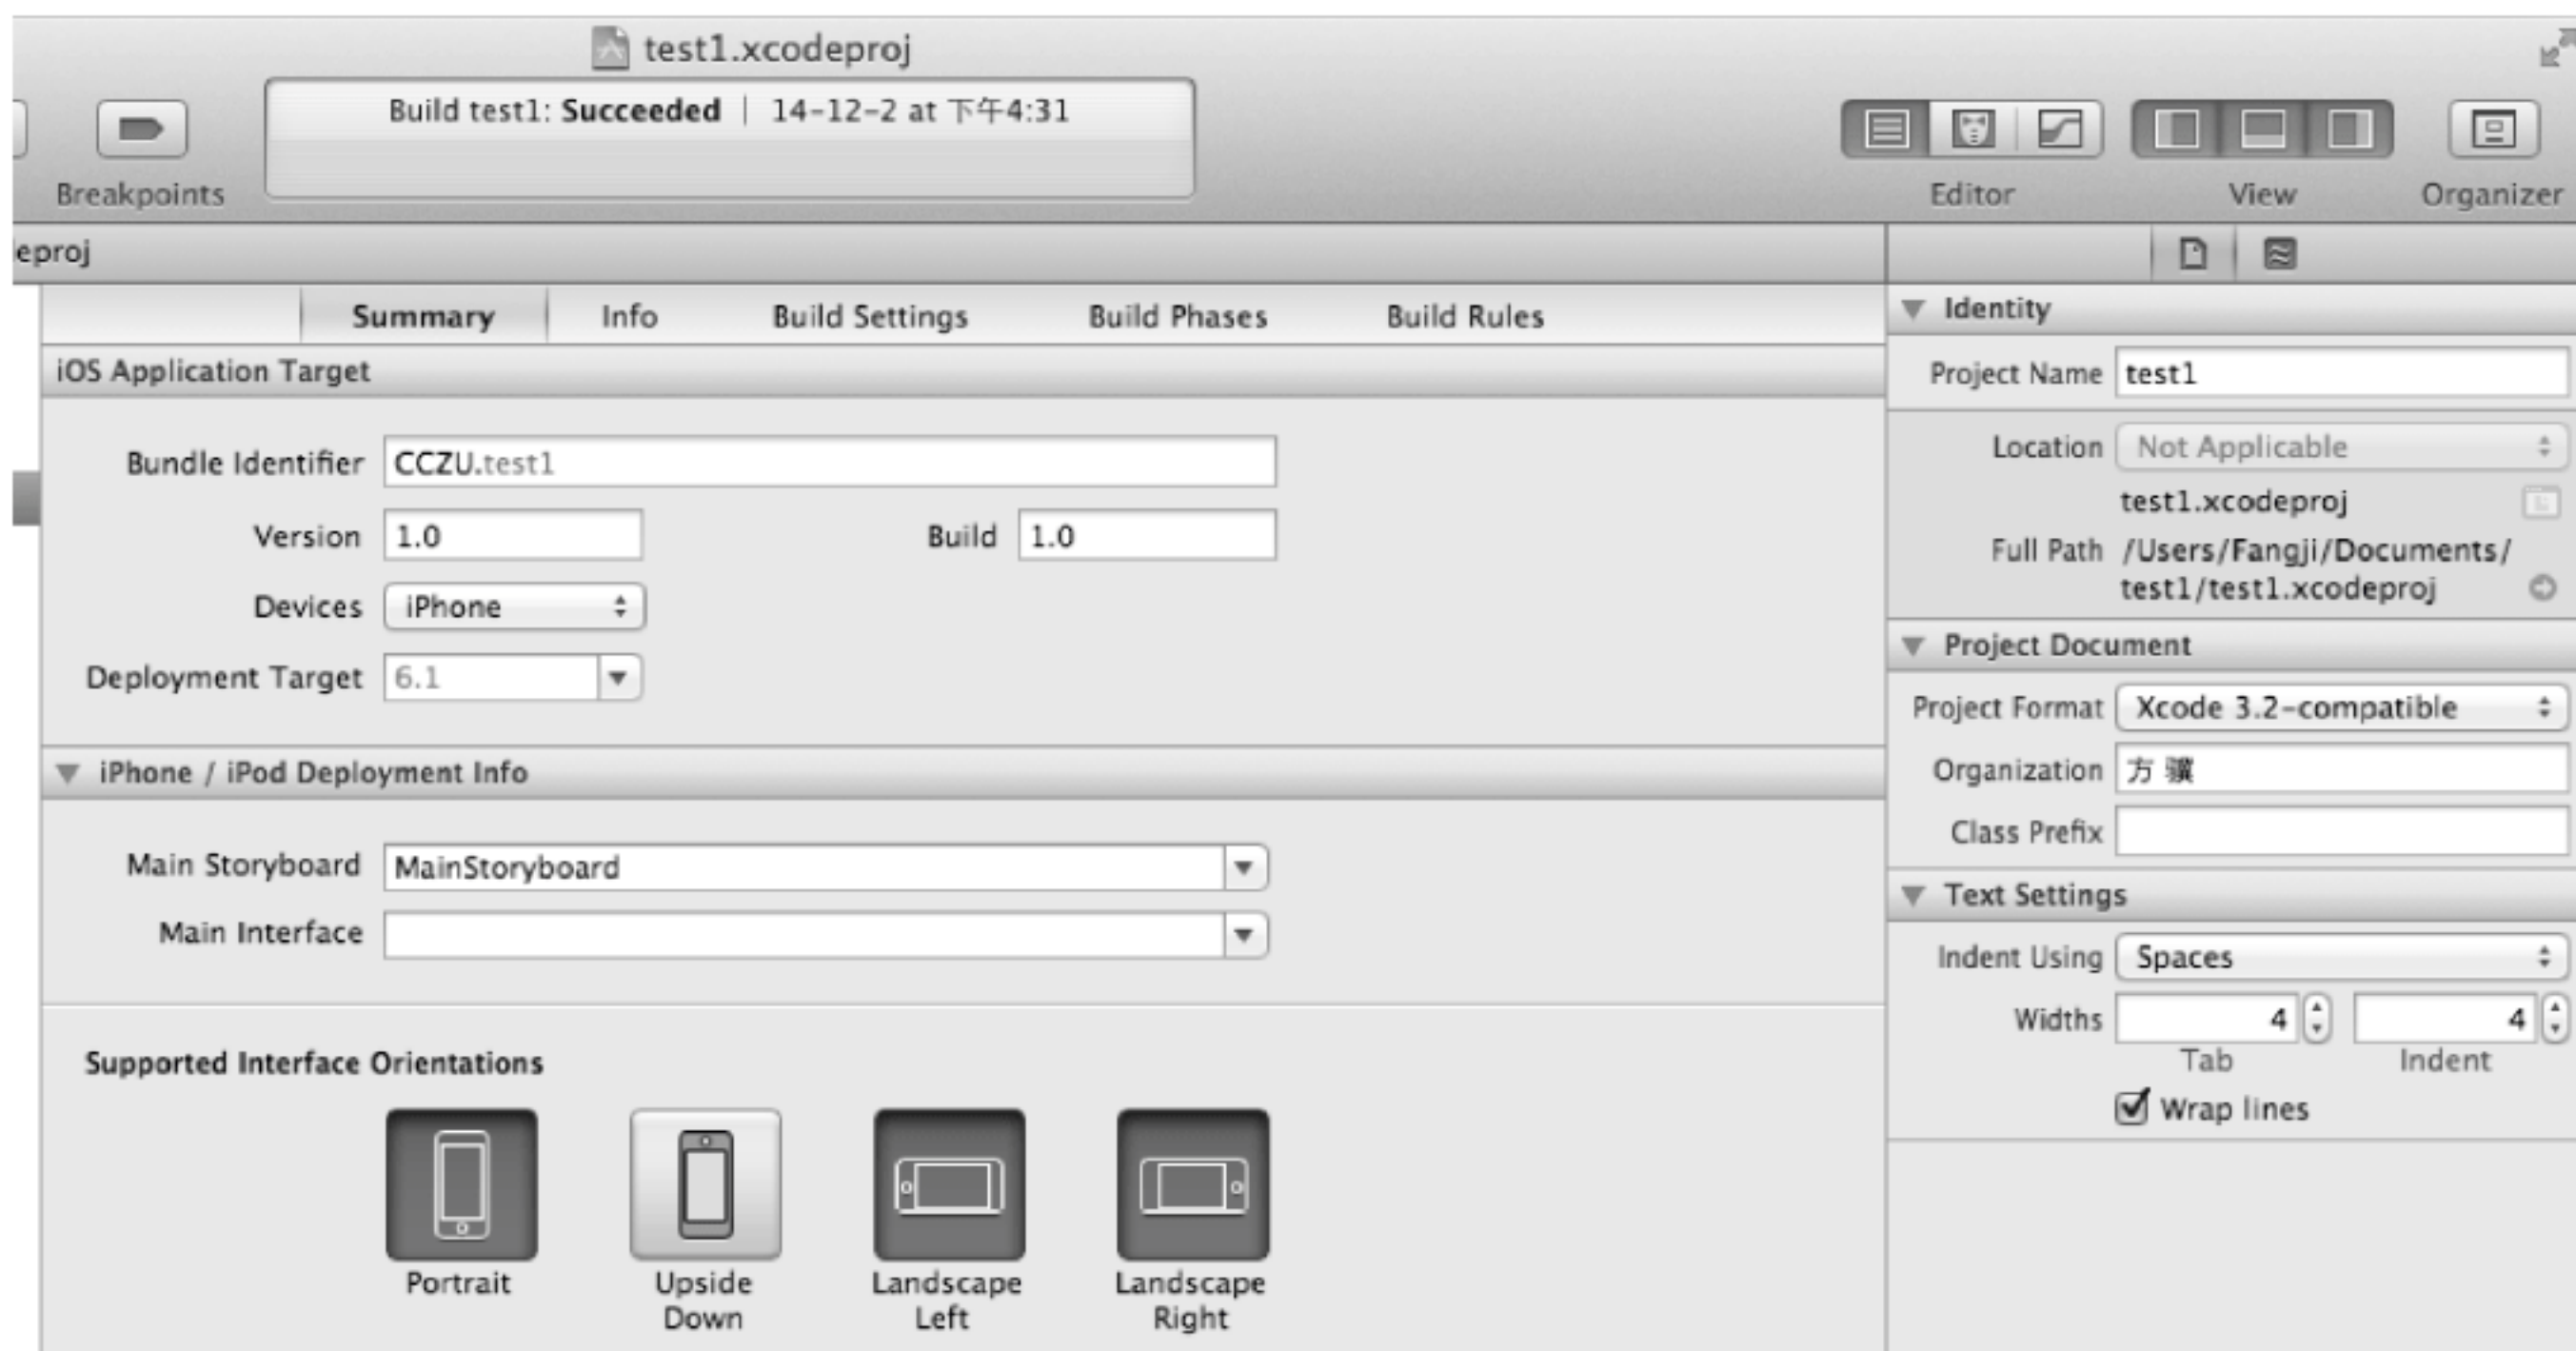 test1.xcodeproj
Build test1: Succeeded | 14-12-2 at 下午4:31
Breakpoints
Editor
View
Organizer
eproj
Summary
Info
Build Settings
Build Phases
Build Rules
iOS Application Target
Bundle Identifier CCZU.test1
Version 1.0
Build 1.0
Devices iPhone
Deployment Target 6.1
iPhone / iPod Deployment Info
Main Storyboard MainStoryboard
Main Interface
Supported Interface Orientations
Portrait
Upside
Down
Landscape
Left
Landscape
Right
Identity
Project Name test1
Location Not Applicable
test1.xcodeproj
Full Path /Users/Fangji/Documents/
test1/test1.xcodeproj
Project Document
Project Format Xcode 3.2-compatible
Organization 方 骥
Class Prefix
Text Settings
Indent Using Spaces
Widths 4 4
Tab Indent
Wrap lines